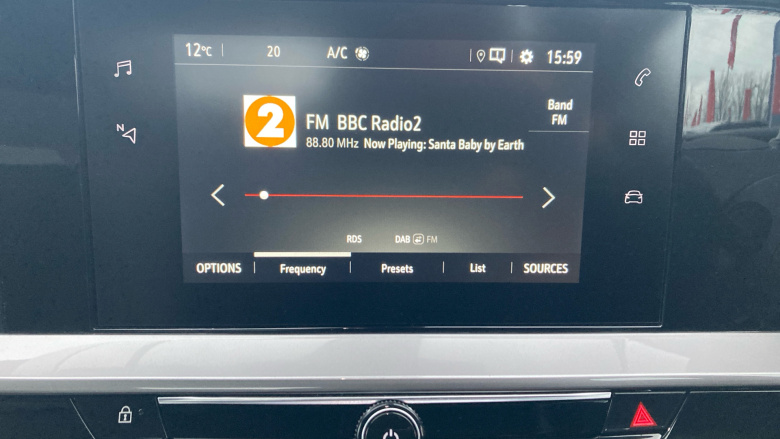 12°C 20 A/C 15:59
N
2
Band
FM
FM BBC Radio2
88.80 MHz Now Playing: Santa Baby by Earth
RDS DAB FM
OPTIONS Frequency Presets List SOURCES